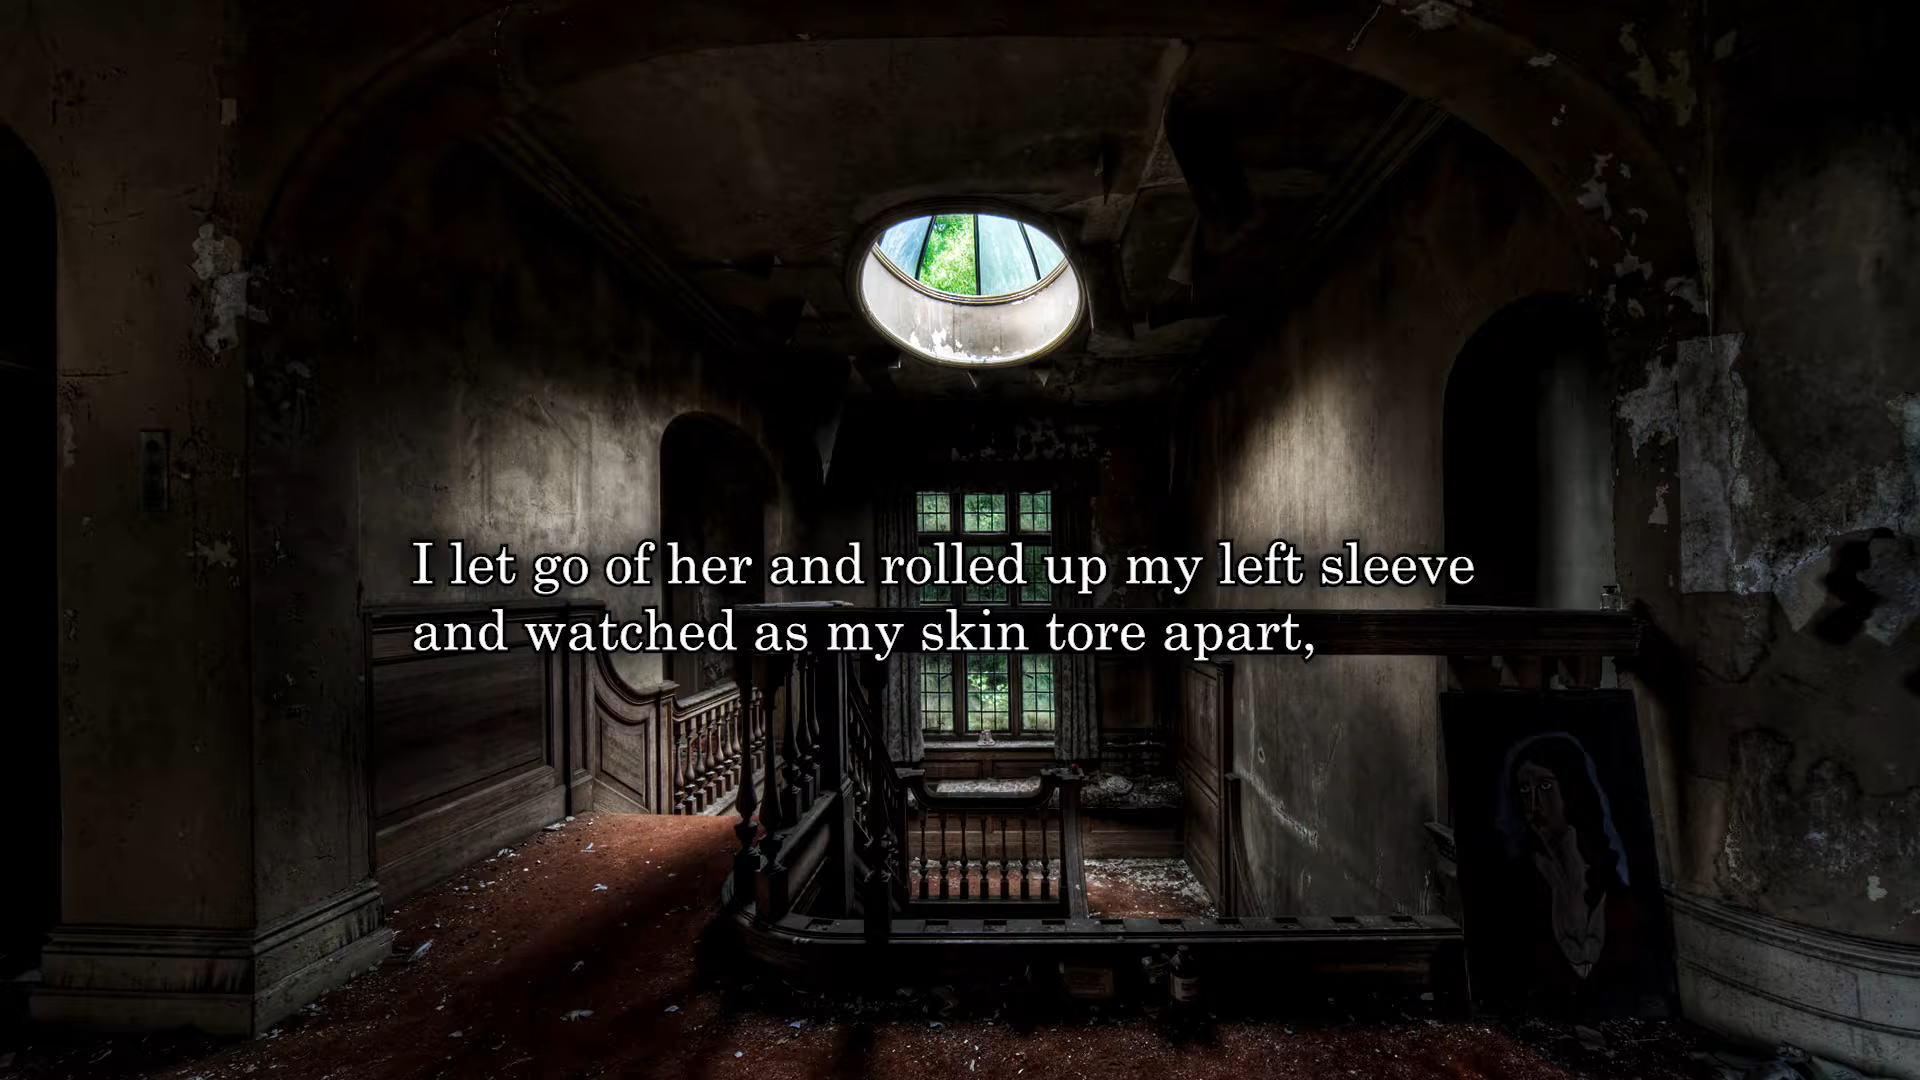 I let go of her and rolled up my left sleeve
and watched as my skin tore apart,